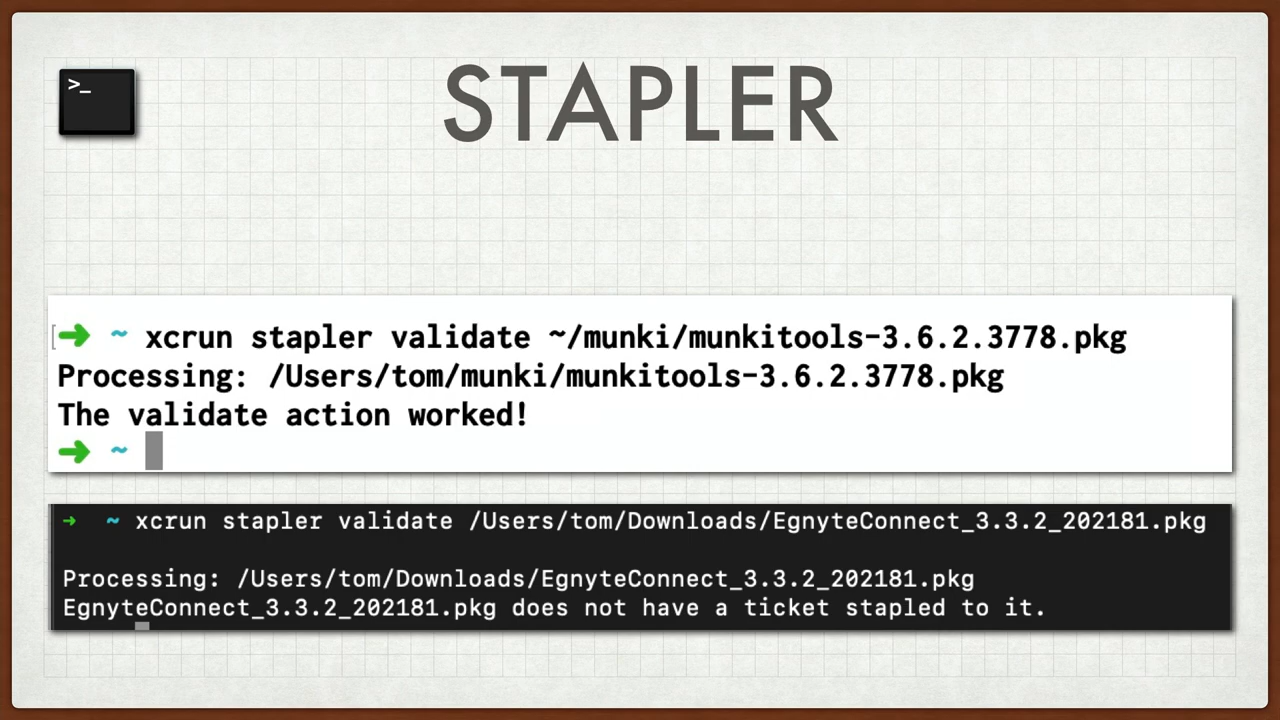 >_
STAPLER
[➜ ~ xcrun stapler validate ~/munki/munkitools-3.6.2.3778.pkg
Processing: /Users/tom/munki/munkitools-3.6.2.3778.pkg
The validate action worked!
➜ ~
➜ ~ xcrun stapler validate /Users/tom/Downloads/EgnyteConnect_3.3.2_202181.pkg
Processing: /Users/tom/Downloads/EgnyteConnect_3.3.2_202181.pkg
EgnyteConnect_3.3.2_202181.pkg does not have a ticket stapled to it.